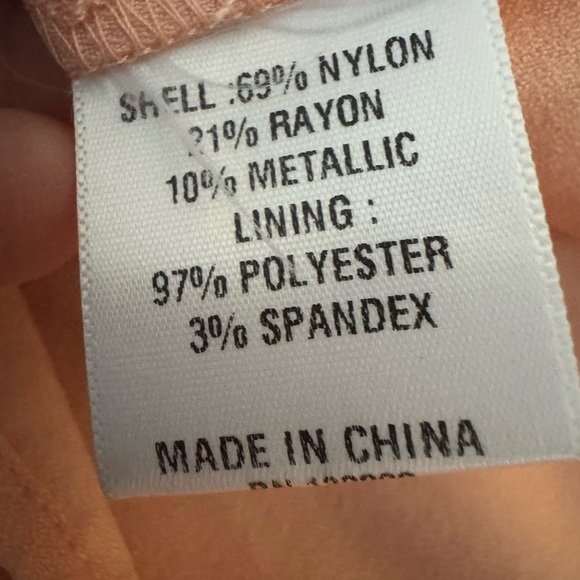 SHELL :69% NYLON
21% RAYON
10% METALLIC
LINING :
97% POLYESTER
3% SPANDEX
MADE IN CHINA